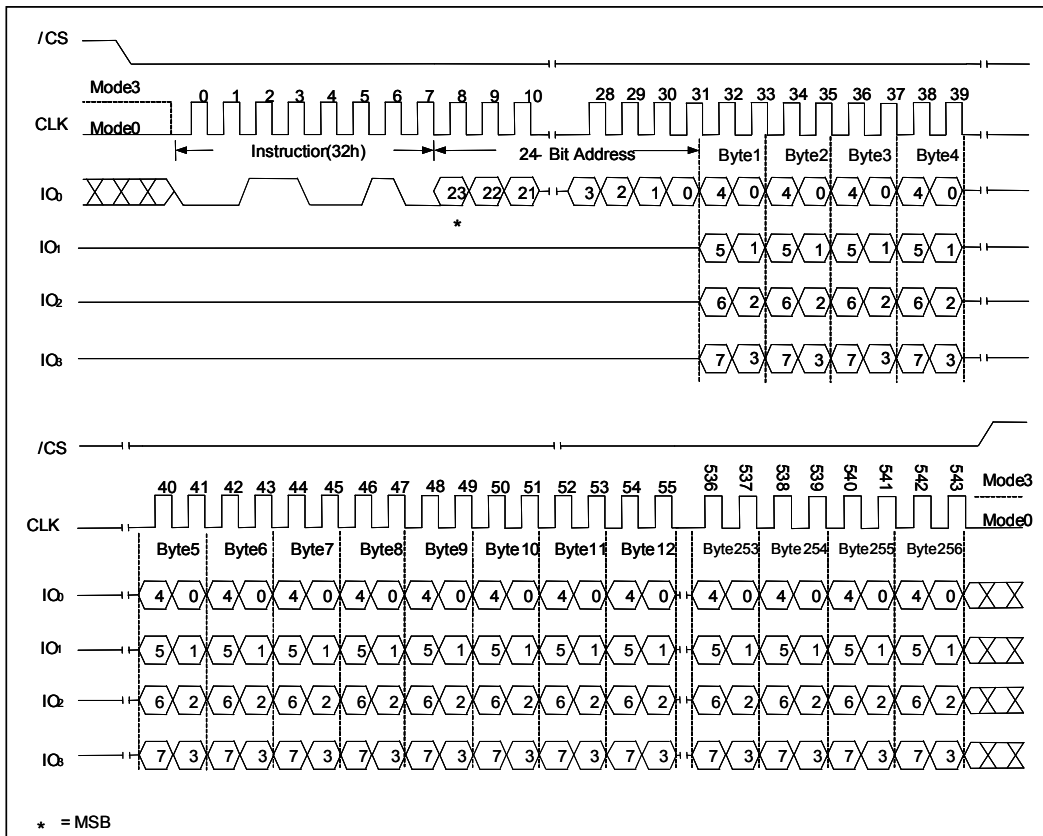 /CS
Mode3
0 1 2 3 4 5 6 7 8 9 10 28 29 30 31 32 33 34 35 36 37 38 39
CLK
Mode0
Instruction(32h) 24- Bit Address Byte1 Byte2 Byte3 Byte4
IO0 23 22 21 3 2 1 0 4 0 4 0 4 0 4 0
*
IO1 5 1 5 1 5 1 5 1
IO2 6 2 6 2 6 2 6 2
IO3 7 3 7 3 7 3 7 3
/CS
40 41 42 43 44 45 46 47 48 49 50 51 52 53 54 55 536 537 538 539 540 541 542 543 Mode3
CLK Mode0
Byte5 Byte6 Byte7 Byte8 Byte9 Byte10 Byte11 Byte12 Byte253 Byte254 Byte255 Byte256
IO0 4 0 4 0 4 0 4 0 4 0 4 0 4 0 4 0 4 0 4 0 4 0 4 0
IO1 5 1 5 1 5 1 5 1 5 1 5 1 5 1 5 1 5 1 5 1 5 1 5 1
IO2 6 2 6 2 6 2 6 2 6 2 6 2 6 2 6 2 6 2 6 2 6 2 6 2
IO3 7 3 7 3 7 3 7 3 7 3 7 3 7 3 7 3 7 3 7 3 7 3 7 3
* = MSB